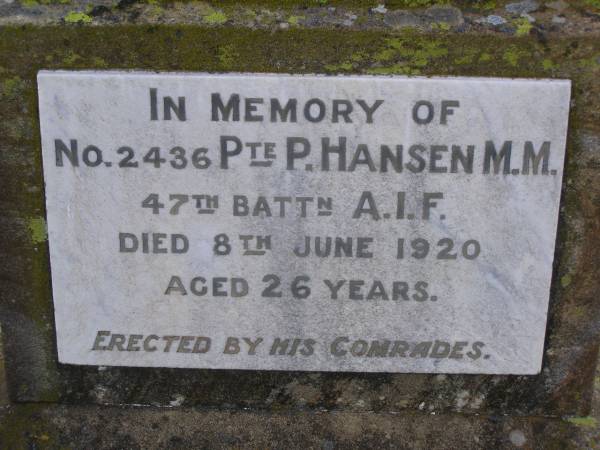 In Memory of
No. 2436 Pte P. Hansen M.M.
47th Battn A.I.F.
Died 8th June 1920
Aged 26 Years.
Erected by his Comrades.